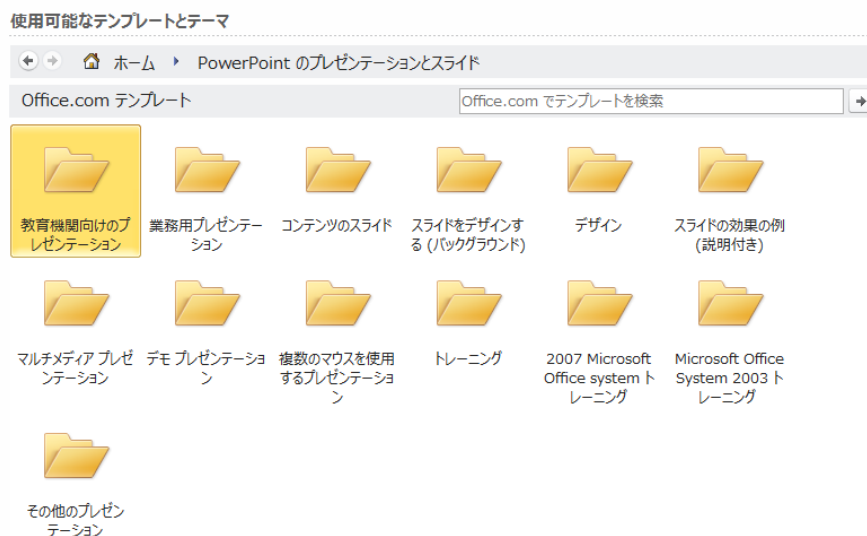 使用可能なテンプレートとテーマ
ホーム PowerPoint のプレゼンテーションとスライド
Office.com テンプレート Office.com でテンプレートを検索
教育機関向けのプ
レゼンテーション
業務用プレゼンテー
ション
コンテンツのスライド
スライドをデザインす
る (バックグラウンド)
デザイン
スライドの効果の例
(説明付き)
マルチメディア プレゼ
ンテーション
デモ プレゼンテーショ
ン
複数のマウスを使用
するプレゼンテーショ
ン
トレーニング
2007 Microsoft
Office system ト
レーニング
Microsoft Office
System 2003 ト
レーニング
その他のプレゼン
テーション